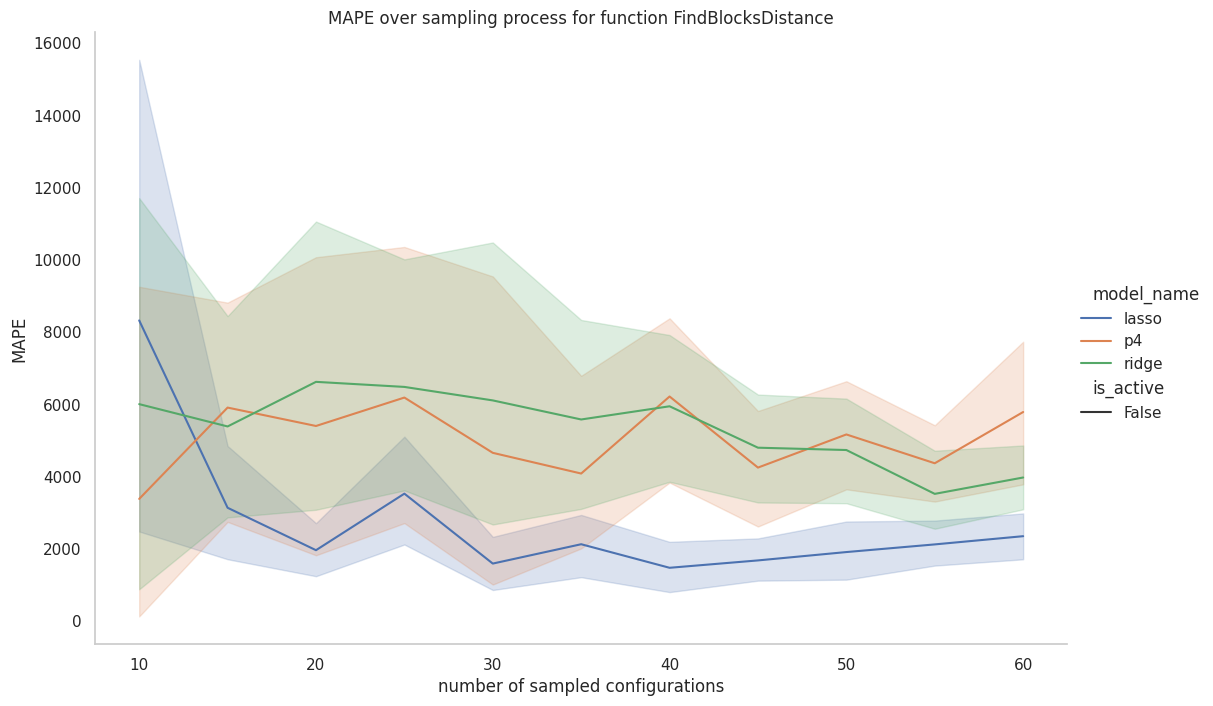 MAPE over sampling process for function FindBlocksDistance
16000
14000
12000
10000
8000
6000
4000
2000
0
MAPE
10 20 30 40 50 60
number of sampled configurations
model_name
lasso
p4
ridge
is_active
False